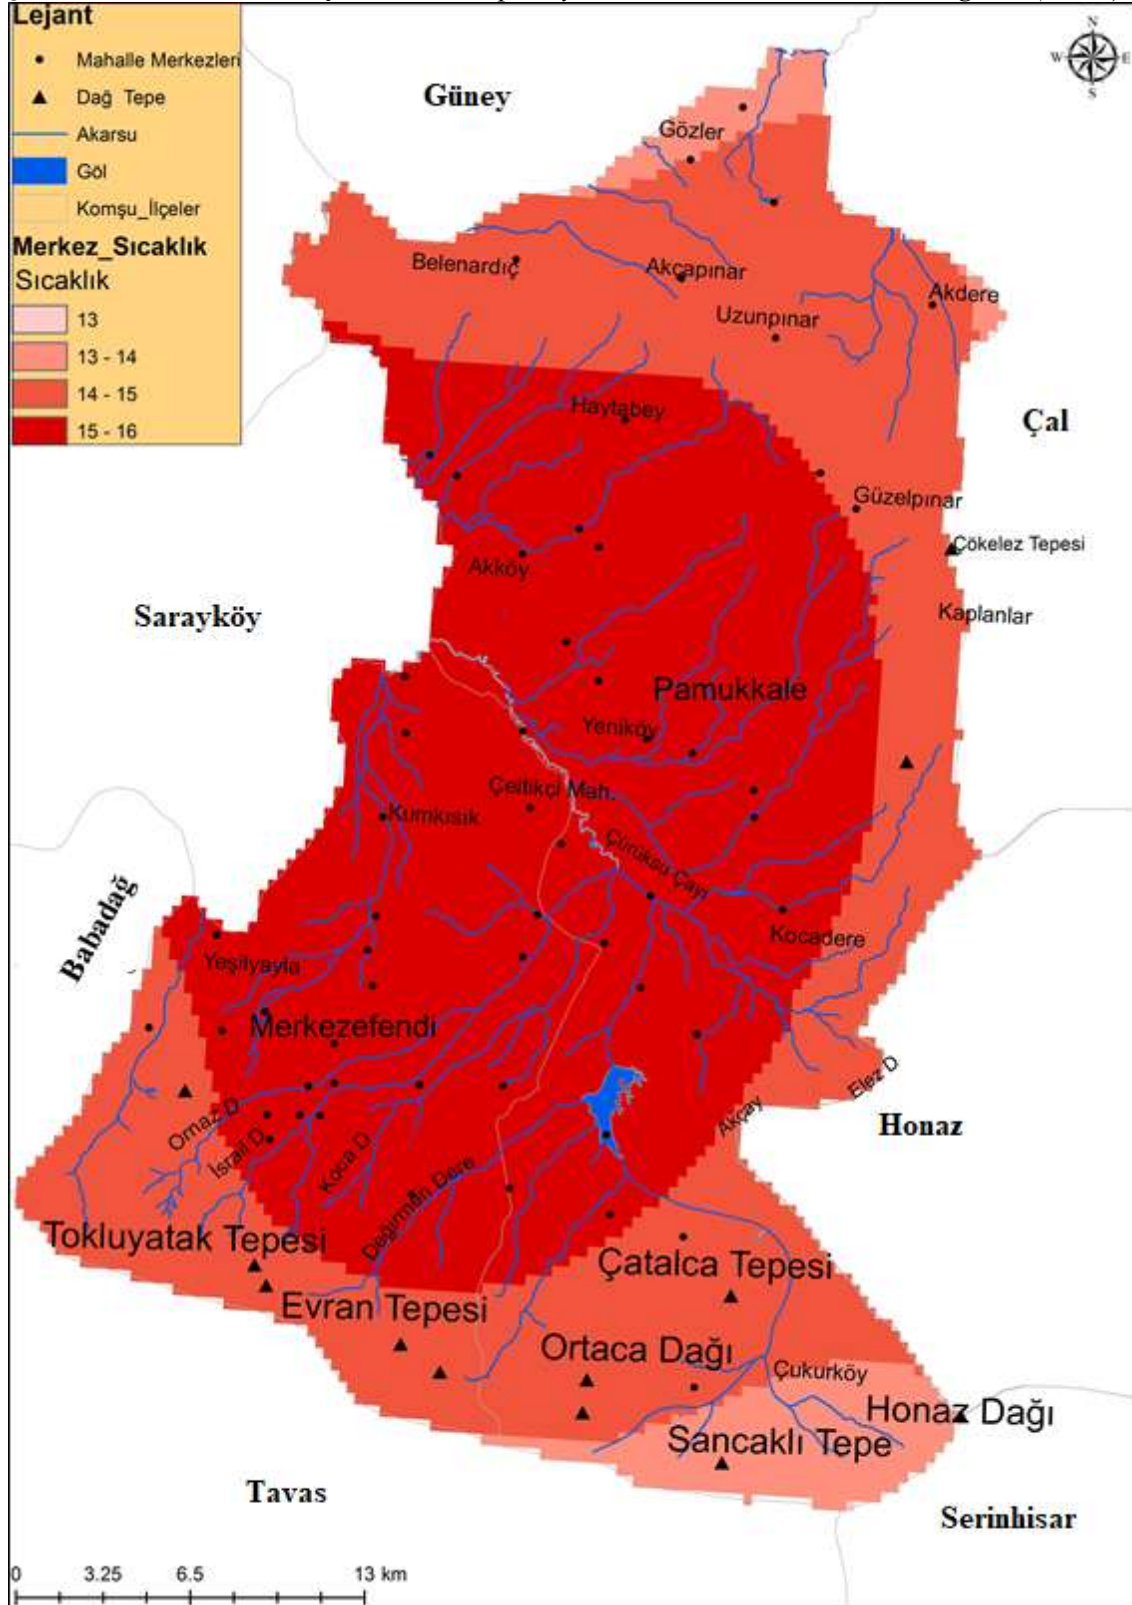 Lejant
Mahalle Merkezleri
Dağ Tepe
Akarsu
Göl
Komşu_İlçeler
Merkez_Sıcaklık
Sıcaklık
13
13 - 14
14 - 15
15 - 16
N
W
E
S
Güney
Gözler
Belenardıç
Akçapınar
Akdere
Uzunpınar
Haytabey
Çal
Güzelpınar
Çökelez Tepesi
Akköy
Sarayköy
Kaplanlar
Pamukkale
Yeniköy
Çeltikçi Mah.
Kumkısık
Çürüksu Çayı
Babadağ
Kocadere
Yeşilyayla
Merkezefendi
Elez D
Akçay
Honaz
Ornaz D
İsrail D
Koca D
Değirmen Dere
Tokluyatak Tepesi
Çatalca Tepesi
Evran Tepesi
Ortaca Dağı
Çukurköy
Honaz Dağı
Sancaklı Tepe
Tavas
Serinhisar
0 3.25 6.5 13 km